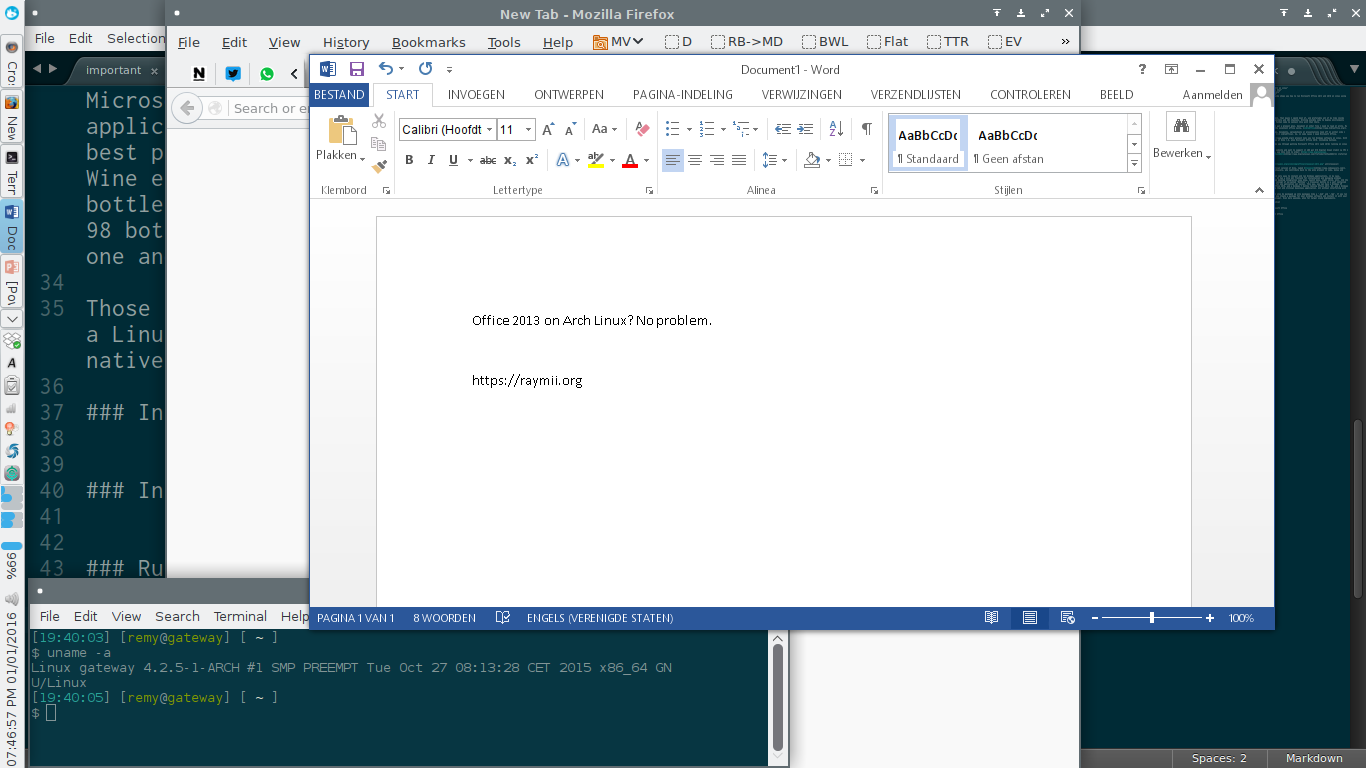 New Tab - Mozilla Firefox
File Edit Selection
File Edit View History Bookmarks Tools Help MV D RB->MD BWL Flat TTR EV »
important ×
Search or e
Document1 - Word
BESTAND START INVOEGEN ONTWERPEN PAGINA-INDELING VERWIJZINGEN VERZENDLIJSTEN CONTROLEREN BEELD Aanmelden
Calibri (Hoofdt 11 Aa
Plakken
B I U abc x₂ x² A A
AaBbCcDc AaBbCcDc
¶ Standaard ¶ Geen afstan
Bewerken
Klembord Lettertype Alinea Stijlen
Office 2013 on Arch Linux? No problem.
https://raymii.org
PAGINA 1 VAN 1 8 WOORDEN ENGELS (VERENIGDE STATEN) 100%
Micros
applic
best p
Wine e
bottle
98 bot
one an
34
35 Those
a Linu
native
36
37 ### In
38
39
40 ### In
41
42
43 ### Ru
File Edit View Search Terminal Help
[19:40:03] [remy@gateway] [ ~ ]
$ uname -a
Linux gateway 4.2.5-1-ARCH #1 SMP PREEMPT Tue Oct 27 08:13:28 CET 2015 x86_64 GN
U/Linux
[19:40:05] [remy@gateway] [ ~ ]
$
Spaces: 2 Markdown
Cro
New
Terr
Doc
[Po
99%
07:46:57 PM 01/01/2016